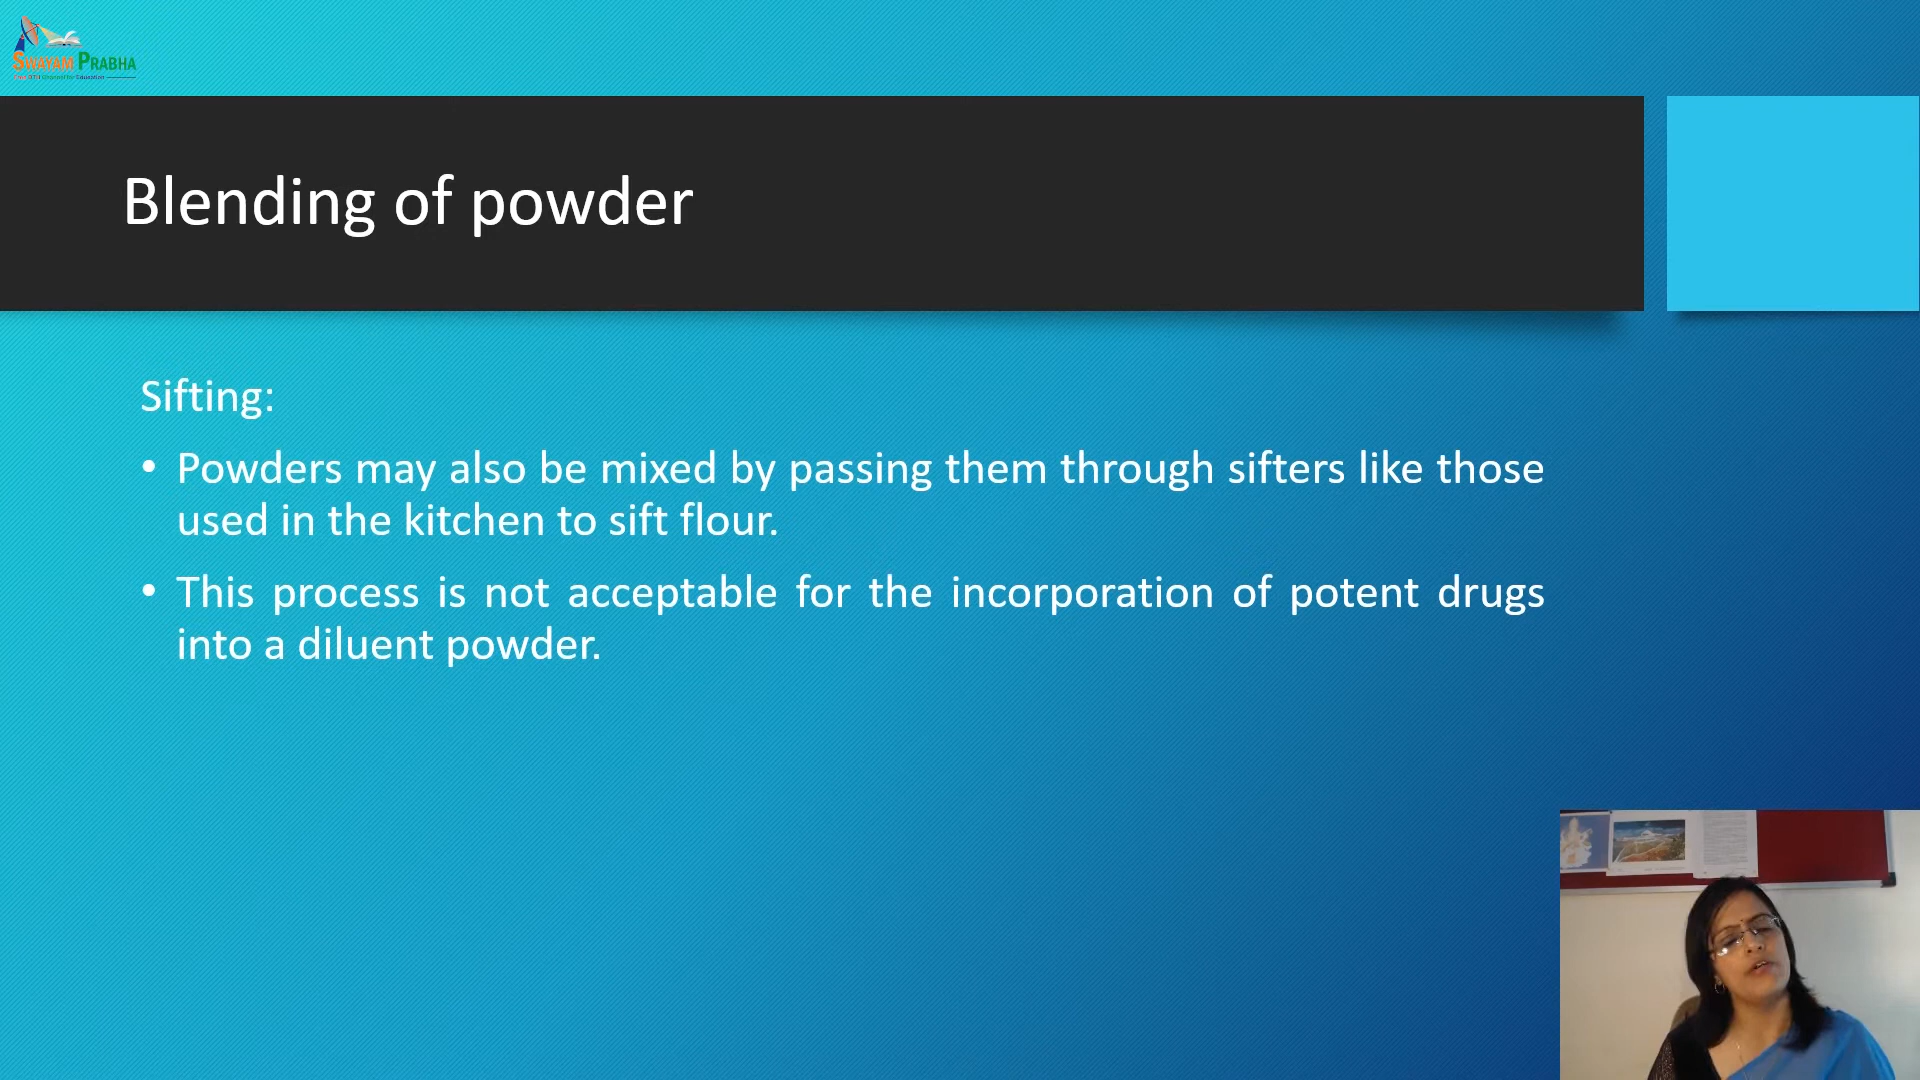 SWAYAM PRABHA
Blending of powder
Sifting:
• Powders may also be mixed by passing them through sifters like those
used in the kitchen to sift flour.
• This process is not acceptable for the incorporation of potent drugs
into a diluent powder.